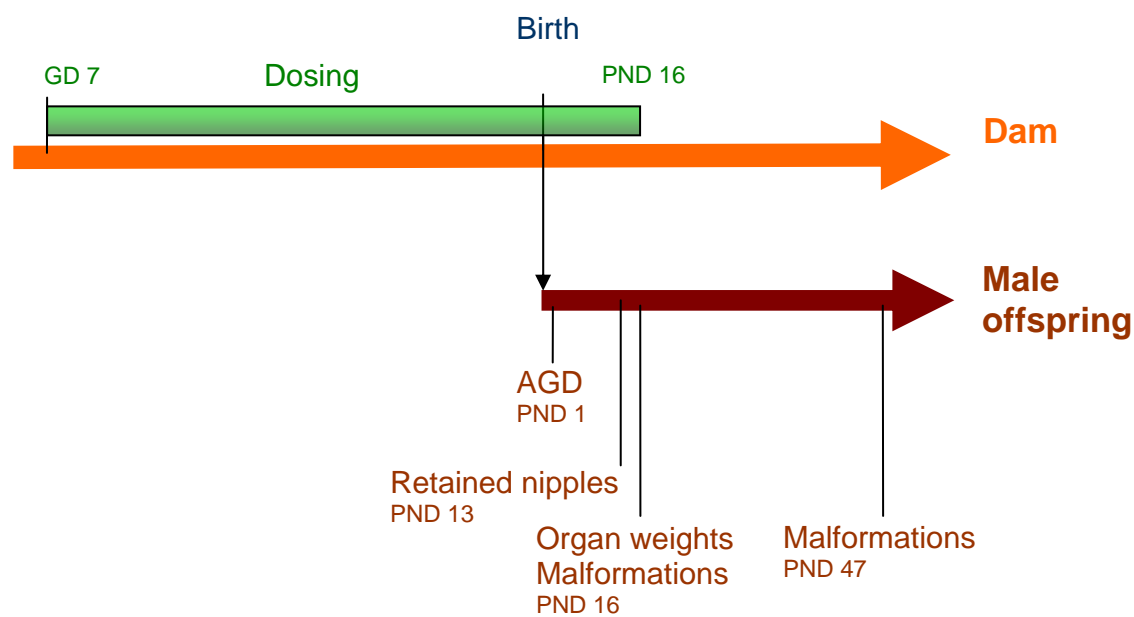 Birth
GD 7
Dosing
PND 16
Dam
Male
offspring
AGD
PND 1
Retained nipples
PND 13
Organ weights
Malformations
PND 16
Malformations
PND 47